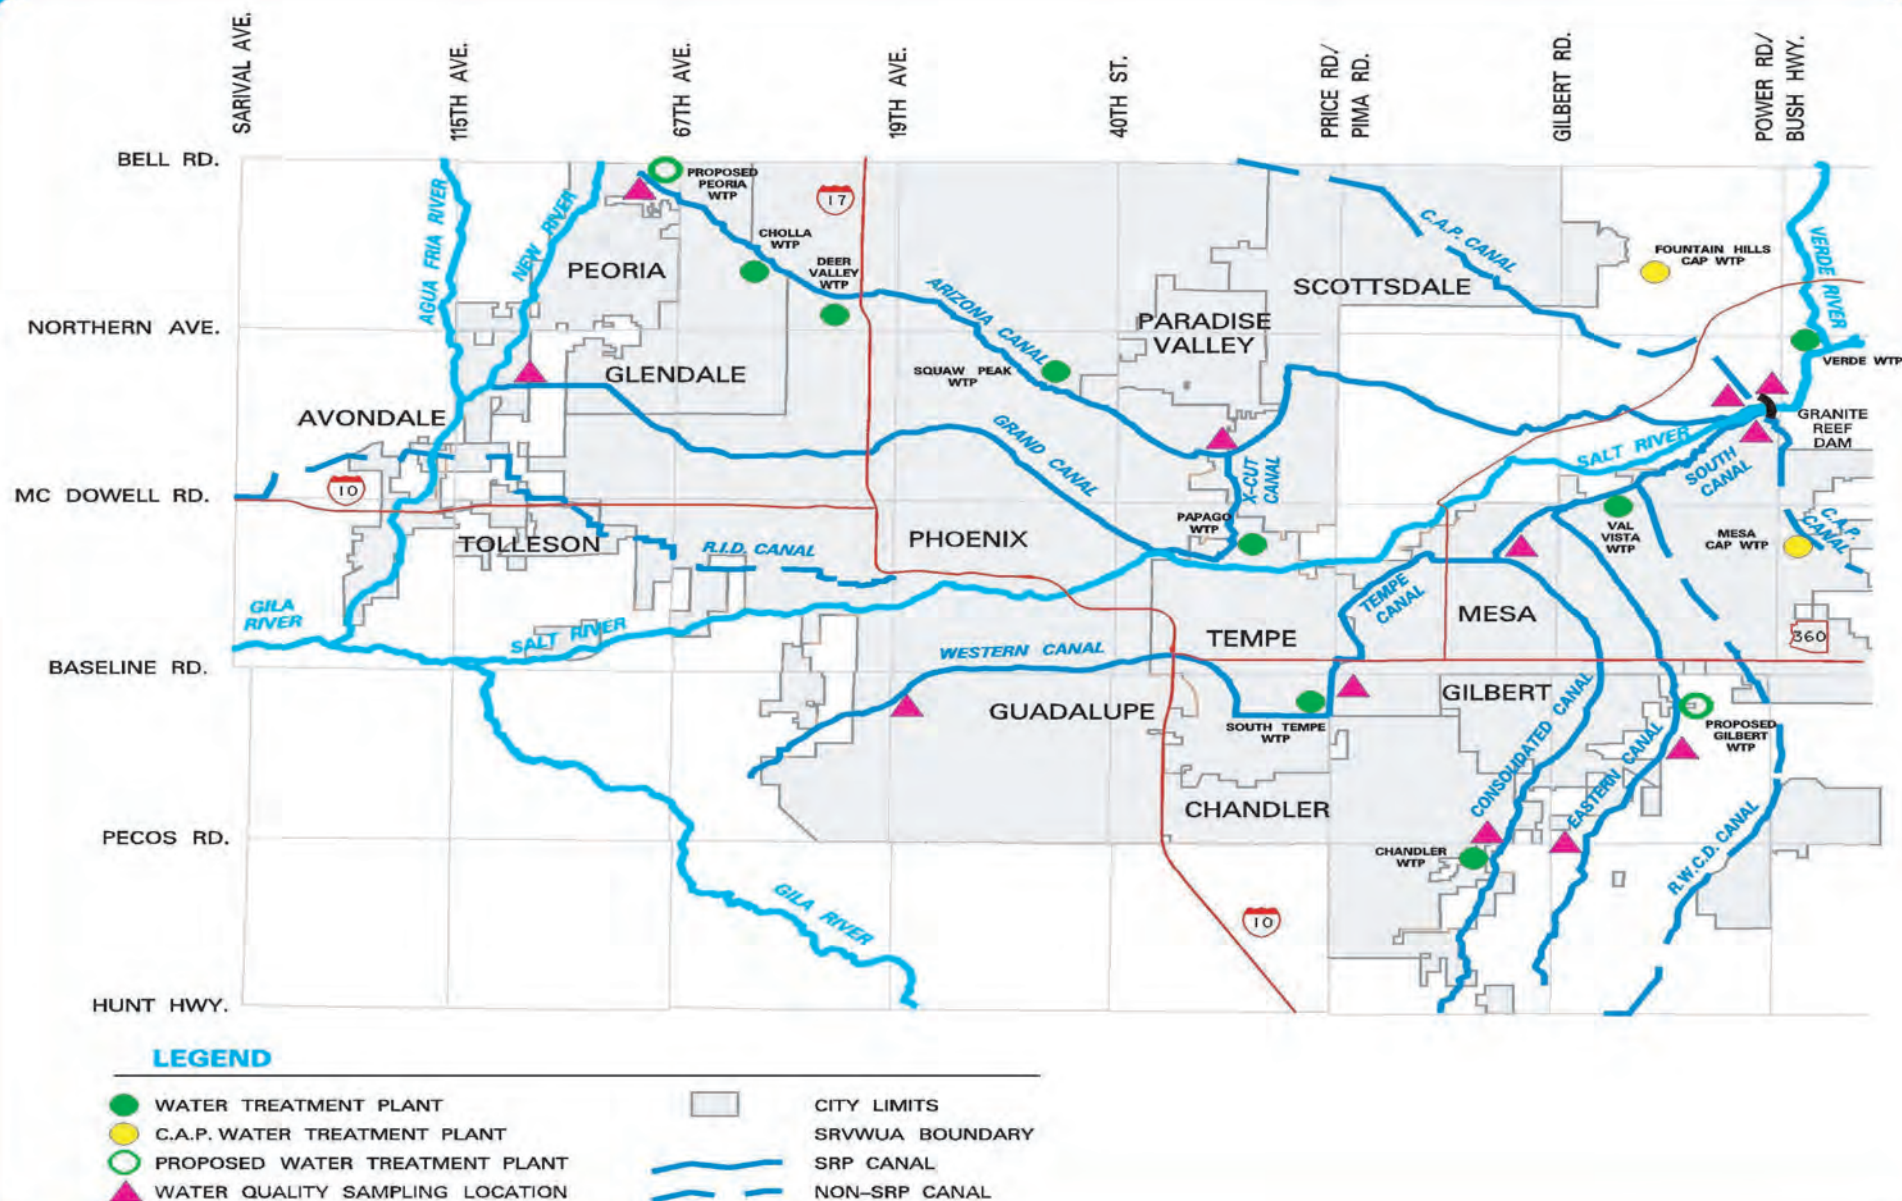 SARIVAL AVE.
115TH AVE.
67TH AVE.
19TH AVE.
40TH ST.
PRICE RD/
PIMA RD.
GILBERT RD.
POWER RD/
BUSH HWY.
BELL RD.
NORTHERN AVE.
MC DOWELL RD.
BASELINE RD.
PECOS RD.
HUNT HWY.
AGUA FRIA RIVER
NEW RIVER
PROPOSED
PEORIA
WTP
17
CHOLLA
WTP
DEER
VALLEY
WTP
PEORIA
ARIZONA CANAL
C.A.P. CANAL
SCOTTSDALE
FOUNTAIN HILLS
CAP WTP
VERDE RIVER
PARADISE
VALLEY
GLENDALE
SQUAW PEAK
WTP
VERDE WTP
AVONDALE
GRAND CANAL
GRANITE
REEF
DAM
SALT RIVER
SOUTH
CANAL
X-CUT
CANAL
10
PAPAGO
WTP
VAL
VISTA
WTP
MESA
CAP WTP
C.A.P.
CANAL
TOLLESON
R.I.D. CANAL
PHOENIX
TEMPE
CANAL
MESA
GILA
RIVER
SALT RIVER
TEMPE
360
WESTERN CANAL
GUADALUPE
SOUTH TEMPE
WTP
GILBERT
CONSOLIDATED CANAL
EASTERN CANAL
PROPOSED
GILBERT
WTP
CHANDLER
CHANDLER
WTP
R.W.C.D. CANAL
GILA RIVER
10
LEGEND
WATER TREATMENT PLANT
C.A.P. WATER TREATMENT PLANT
PROPOSED WATER TREATMENT PLANT
WATER QUALITY SAMPLING LOCATION
CITY LIMITS
SRVWUA BOUNDARY
SRP CANAL
NON-SRP CANAL